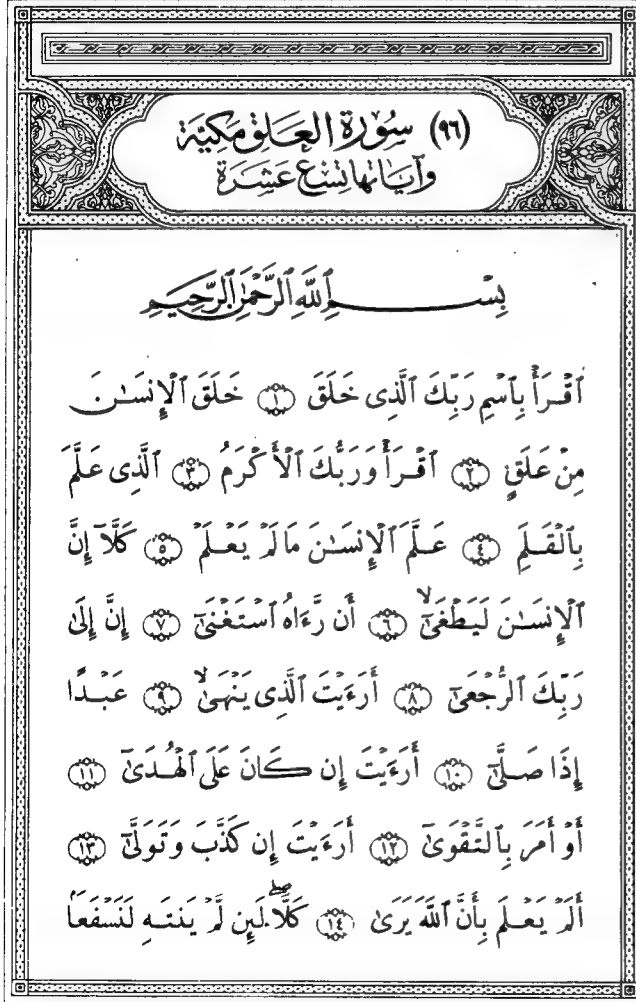 (٩٦) سُورَةُ العَلَقِ مَكِّيَّة
وَآيَاتُهَا تِسْعَ عَشَرَة
بِسْمِ ٱللَّهِ ٱلرَّحْمَٰنِ ٱلرَّحِيمِ
ٱقْرَأْ بِٱسْمِ رَبِّكَ ٱلَّذِى خَلَقَ ۝١ خَلَقَ ٱلْإِنسَٰنَ
مِنْ عَلَقٍ ۝٢ ٱقْرَأْ وَرَبُّكَ ٱلْأَكْرَمُ ۝٣ ٱلَّذِى عَلَّمَ
بِٱلْقَلَمِ ۝٤ عَلَّمَ ٱلْإِنسَٰنَ مَا لَمْ يَعْلَمْ ۝٥ كَلَّآ إِنَّ
ٱلْإِنسَٰنَ لَيَطْغَىٰٓ ۙ ۝٦ أَن رَّءَاهُ ٱسْتَغْنَىٰٓ ۝٧ إِنَّ إِلَىٰ
رَبِّكَ ٱلرُّجْعَىٰٓ ۝٨ أَرَءَيْتَ ٱلَّذِى يَنْهَىٰ ۙ ۝٩ عَبْدًا
إِذَا صَلَّىٰٓ ۝١٠ أَرَءَيْتَ إِن كَانَ عَلَى ٱلْهُدَىٰٓ ۝١١
أَوْ أَمَرَ بِٱلتَّقْوَىٰٓ ۝١٢ أَرَءَيْتَ إِن كَذَّبَ وَتَوَلَّىٰٓ ۝١٣
أَلَمْ يَعْلَم بِأَنَّ ٱللَّهَ يَرَىٰ ۝١٤ كَلَّا ۖ لَئِن لَّمْ يَنتَهِ لَنَسْفَعًۢا